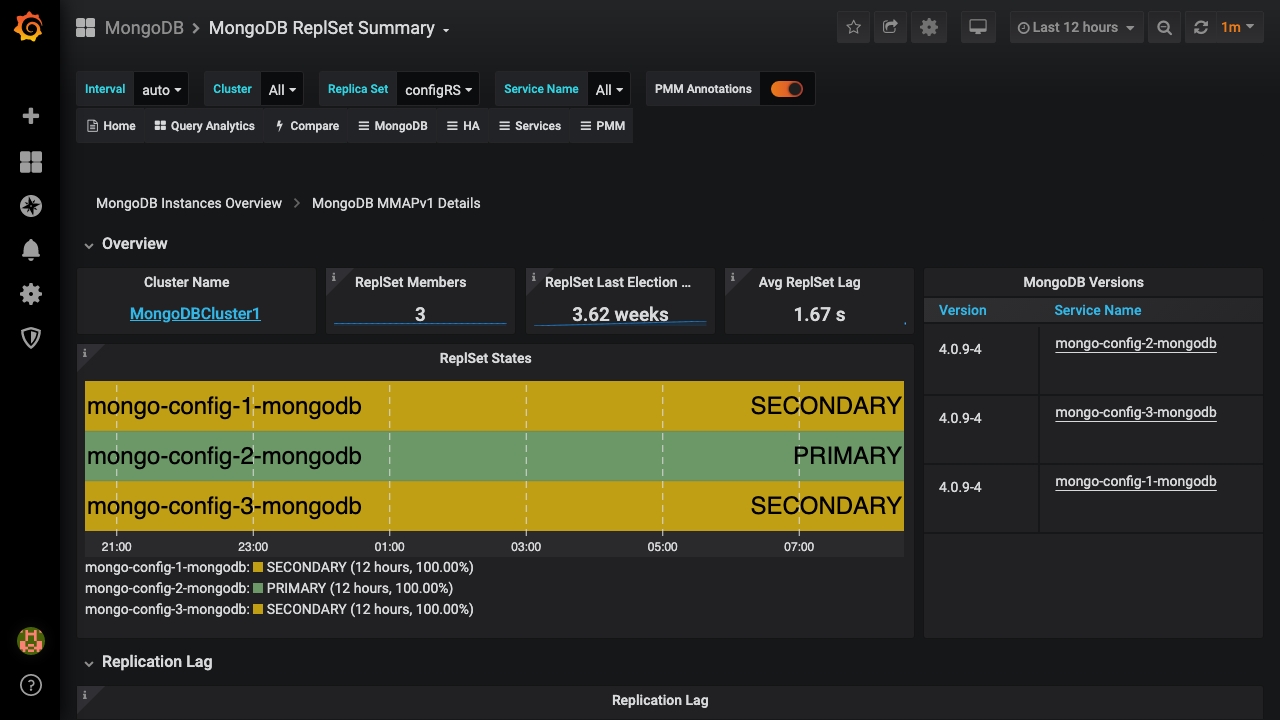 MongoDB > MongoDB ReplSet Summary
Last 12 hours
1m
Interval auto Cluster All Replica Set configRS Service Name All PMM Annotations
Home Query Analytics Compare MongoDB HA Services PMM
MongoDB Instances Overview > MongoDB MMAPv1 Details
Overview
Cluster Name
MongoDBCluster1
ReplSet Members
3
ReplSet Last Election ...
3.62 weeks
Avg ReplSet Lag
1.67 s
MongoDB Versions
Version Service Name
4.0.9-4 mongo-config-2-mongodb
4.0.9-4 mongo-config-3-mongodb
4.0.9-4 mongo-config-1-mongodb
ReplSet States
mongo-config-1-mongodb SECONDARY
mongo-config-2-mongodb PRIMARY
mongo-config-3-mongodb SECONDARY
21:00 23:00 01:00 03:00 05:00 07:00
mongo-config-1-mongodb: SECONDARY (12 hours, 100.00%)
mongo-config-2-mongodb: PRIMARY (12 hours, 100.00%)
mongo-config-3-mongodb: SECONDARY (12 hours, 100.00%)
Replication Lag
Replication Lag